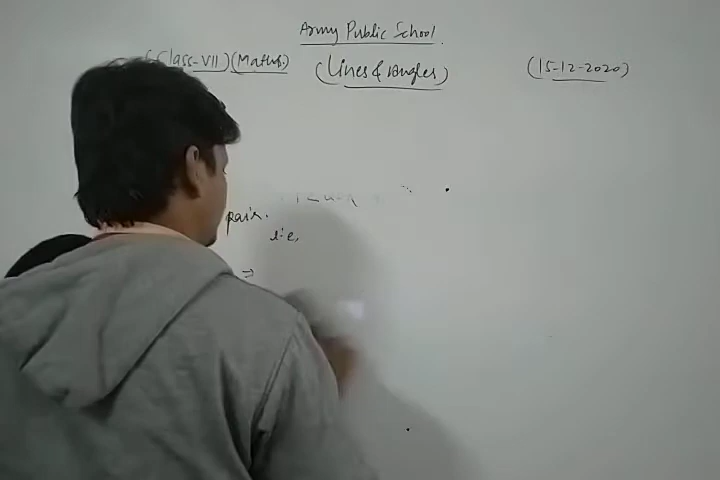 Army Public School.
(Class-VII) (Maths.) (Lines & Angles) (15-12-2020)
pair.
i.e,
⇒